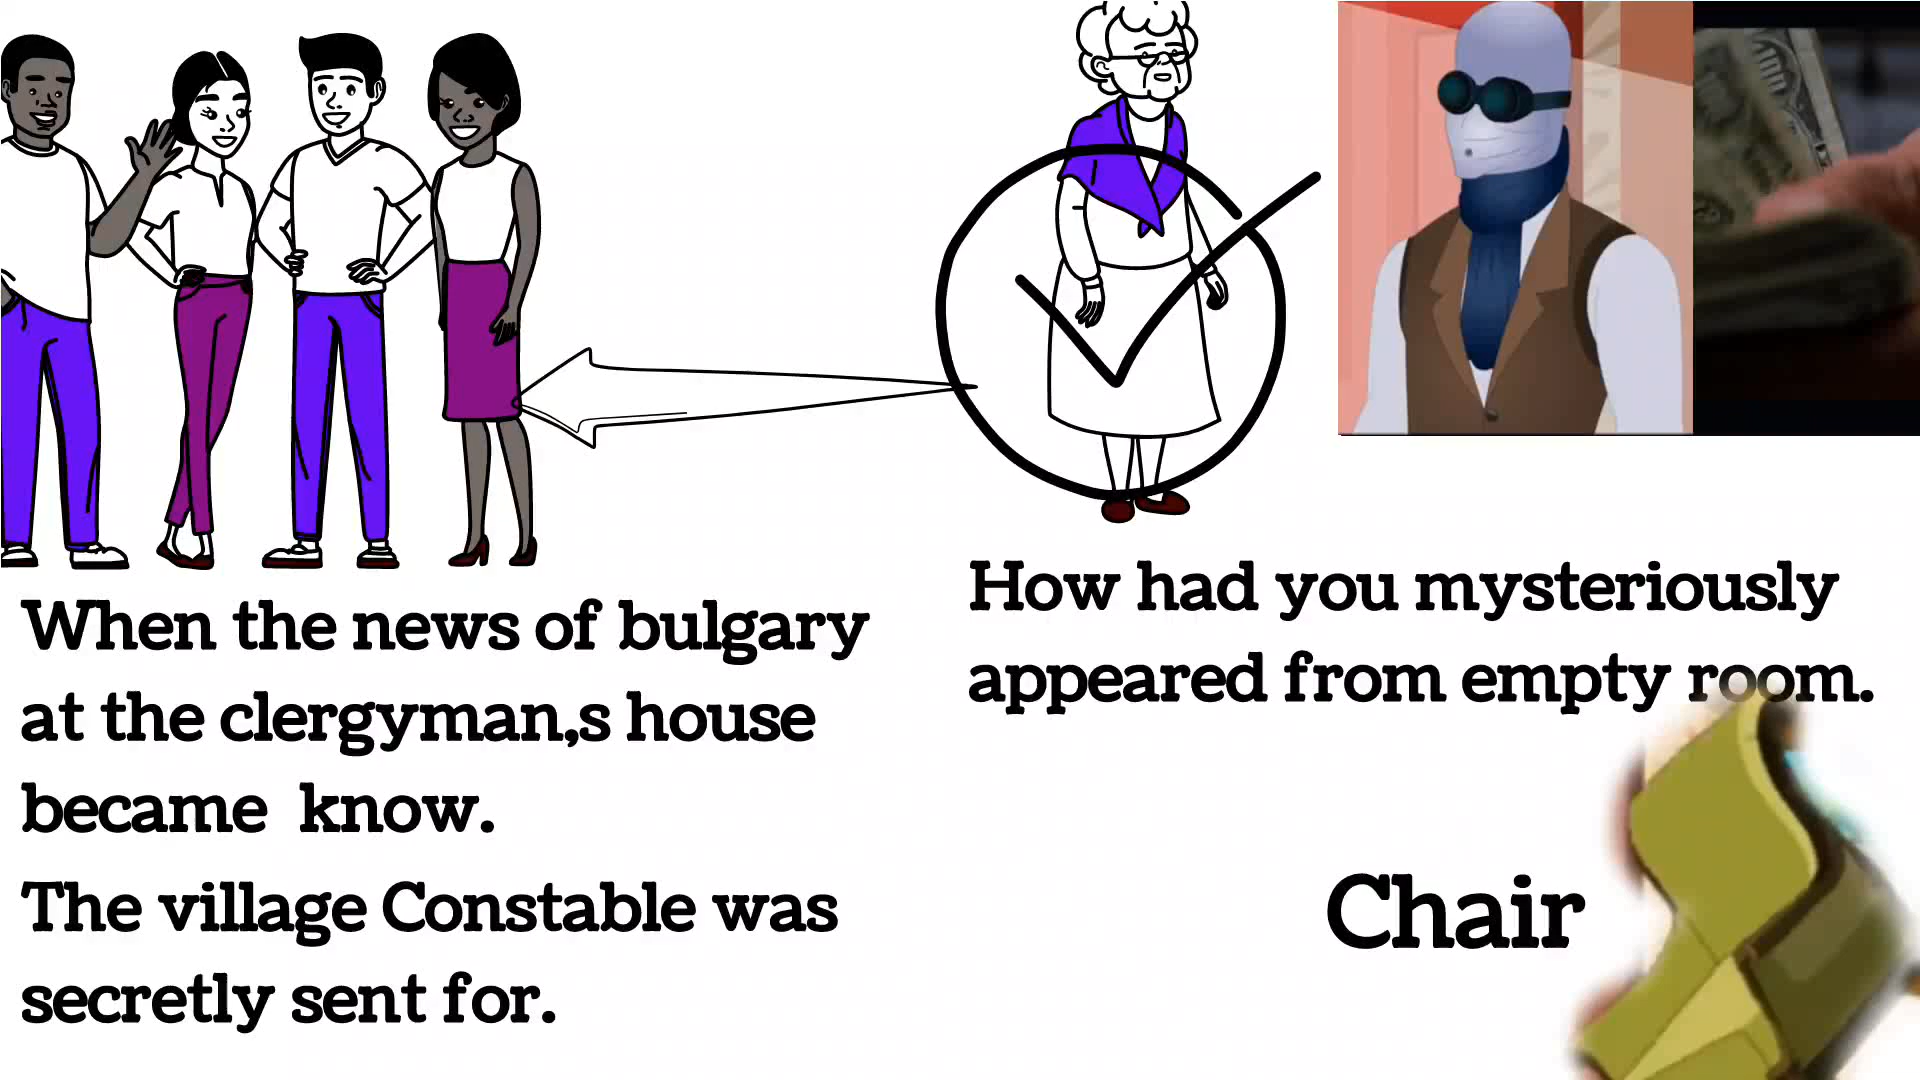 When the news of bulgary
at the clergyman,s house
became know.
The village Constable was
secretly sent for.
How had you mysteriously
appeared from empty room.
Chair